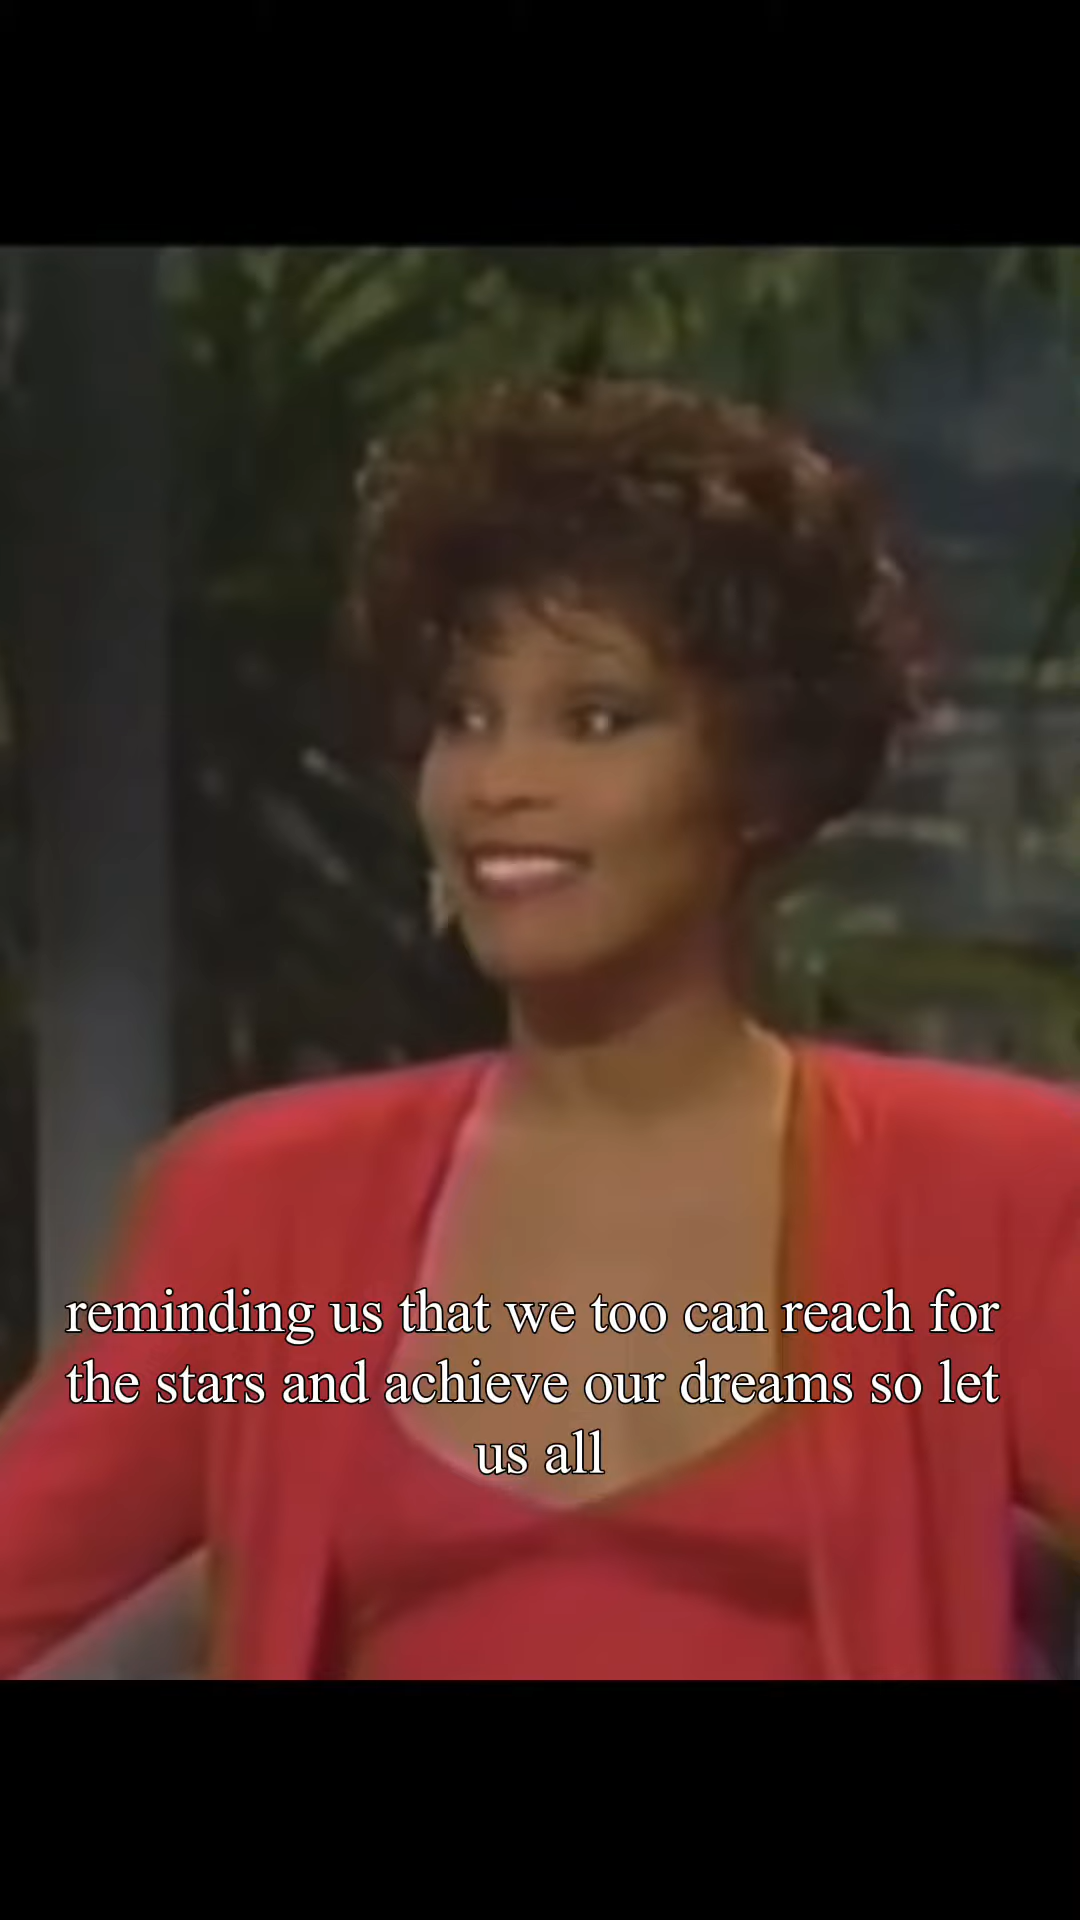 reminding us that we too can reach for
the stars and achieve our dreams so let
us all